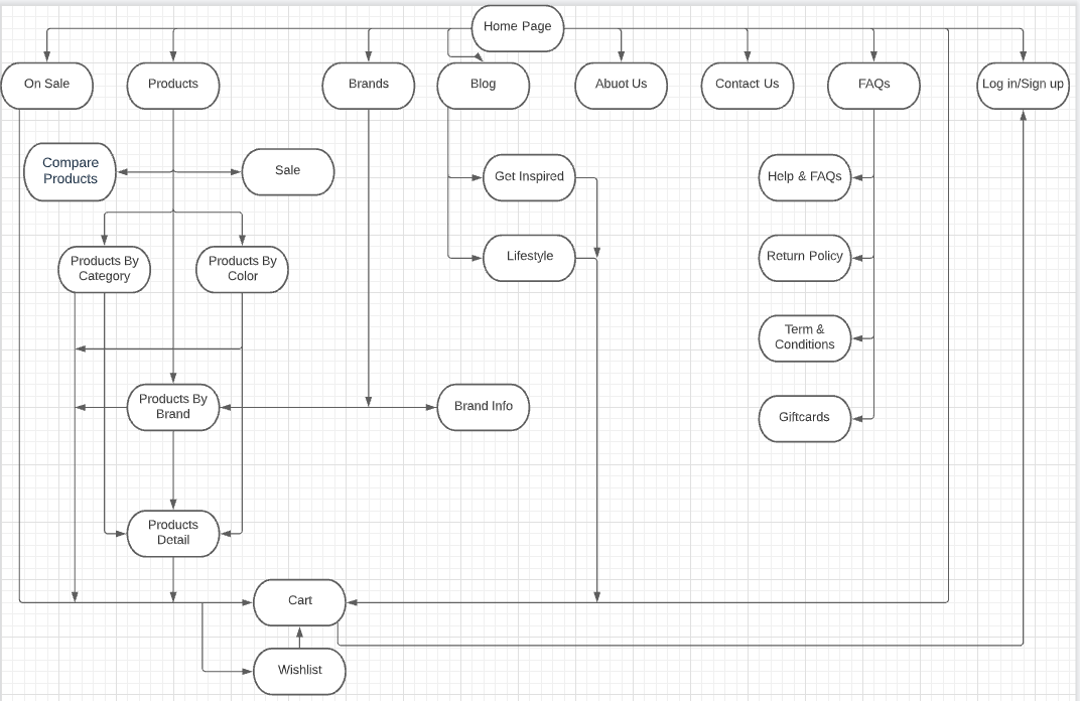 Home Page
On Sale
Products
Brands
Blog
Abuot Us
Contact Us
FAQs
Log in/Sign up
Compare
Products
Sale
Get Inspired
Help & FAQs
Products By
Category
Products By
Color
Lifestyle
Return Policy
Term &
Conditions
Products By
Brand
Brand Info
Giftcards
Products
Detail
Cart
Wishlist